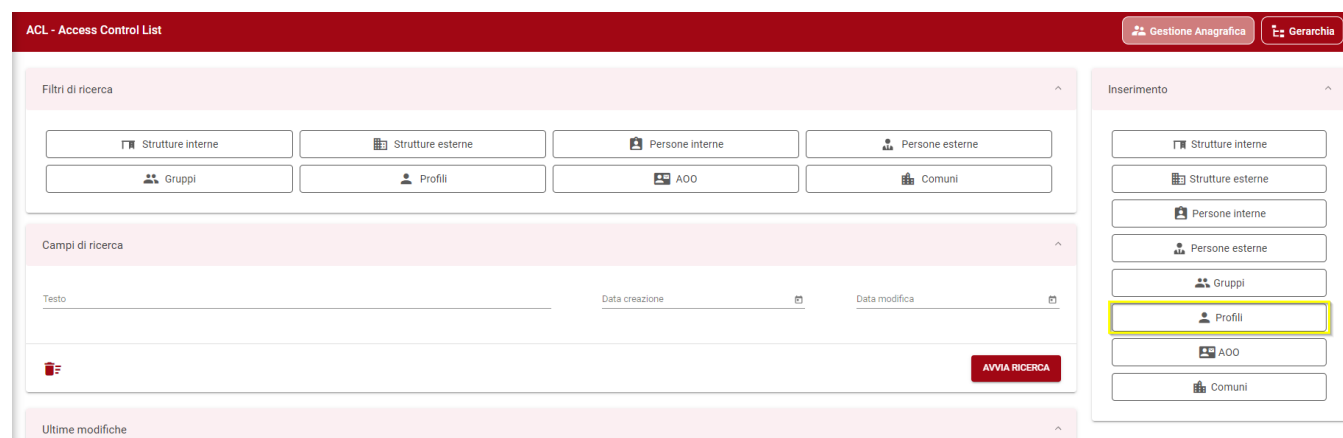 ACL - Access Control List
Gestione Anagrafica
Gerarchia
Filtri di ricerca
Strutture interne
Strutture esterne
Persone interne
Persone esterne
Gruppi
Profili
AOO
Comuni
Campi di ricerca
Testo
Data creazione
Data modifica
AVVIA RICERCA
Ultime modifiche
Inserimento
Strutture interne
Strutture esterne
Persone interne
Persone esterne
Gruppi
Profili
AOO
Comuni